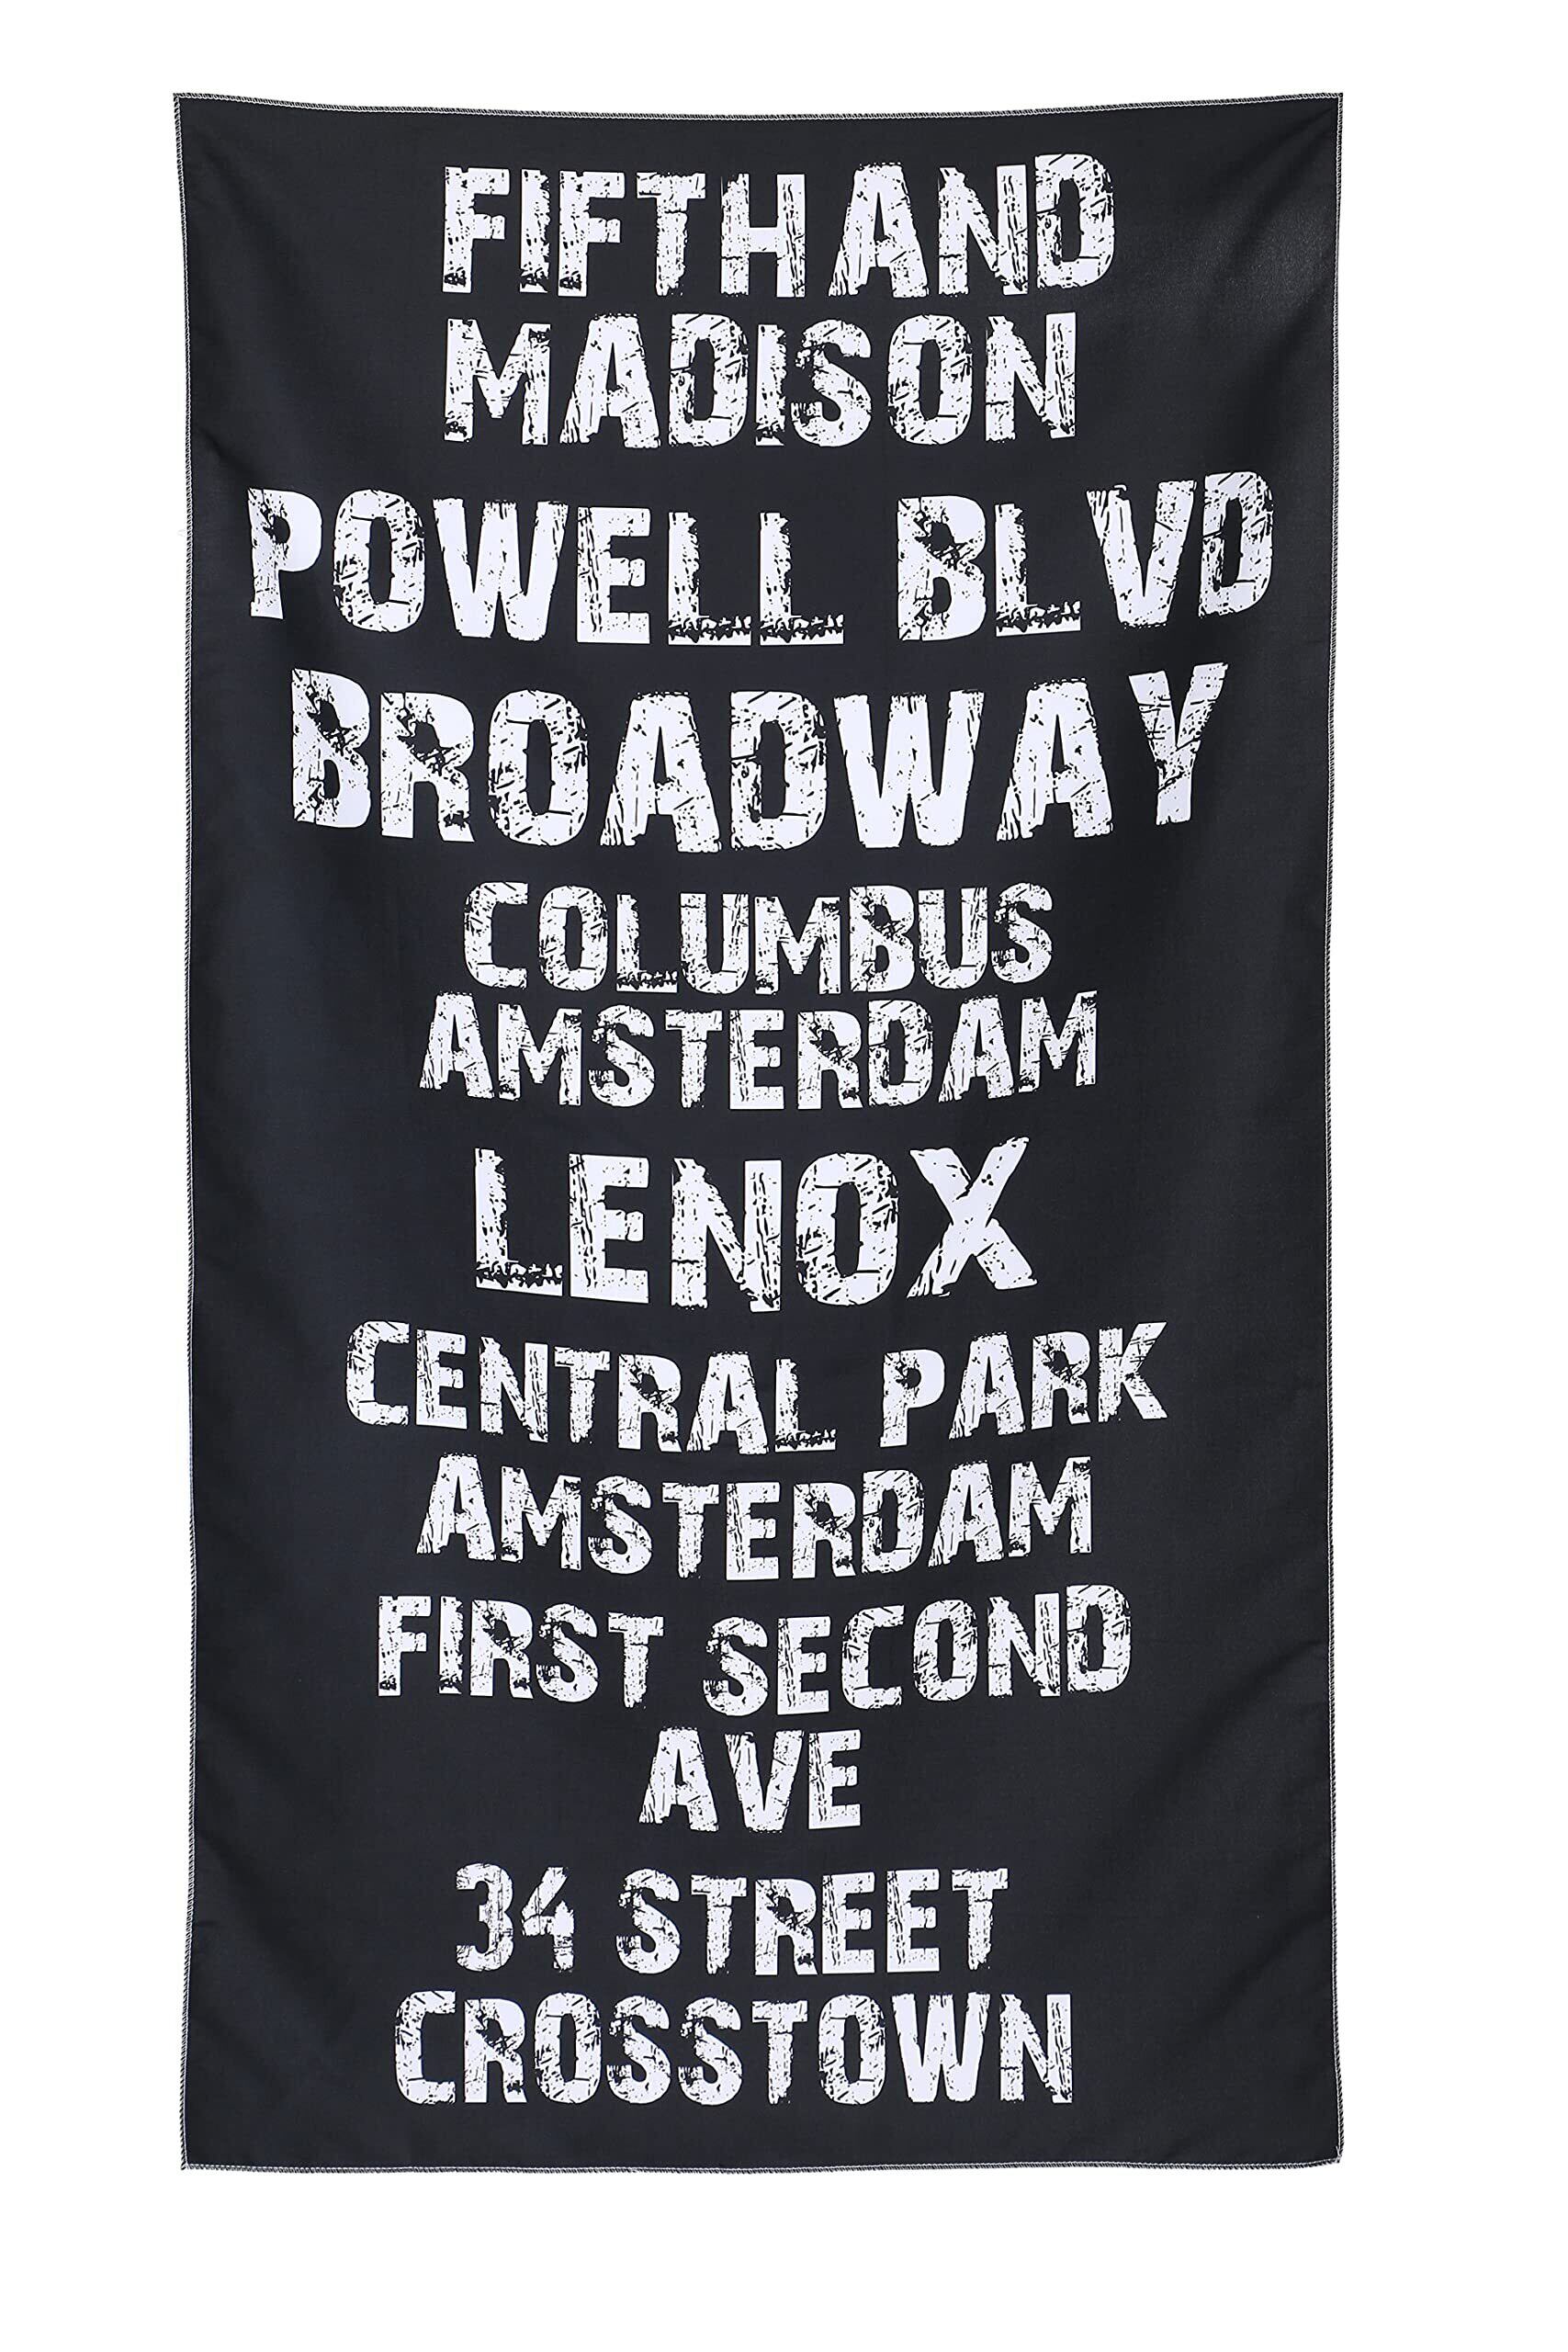 FIFTH AND
MADISON
POWELL BLVD
BROADWAY
COLUMBUS
AMSTERDAM
LENOX
CENTRAL PARK
AMSTERDAM
FIRST SECOND
AVE
34 STREET
CROSSTOWN